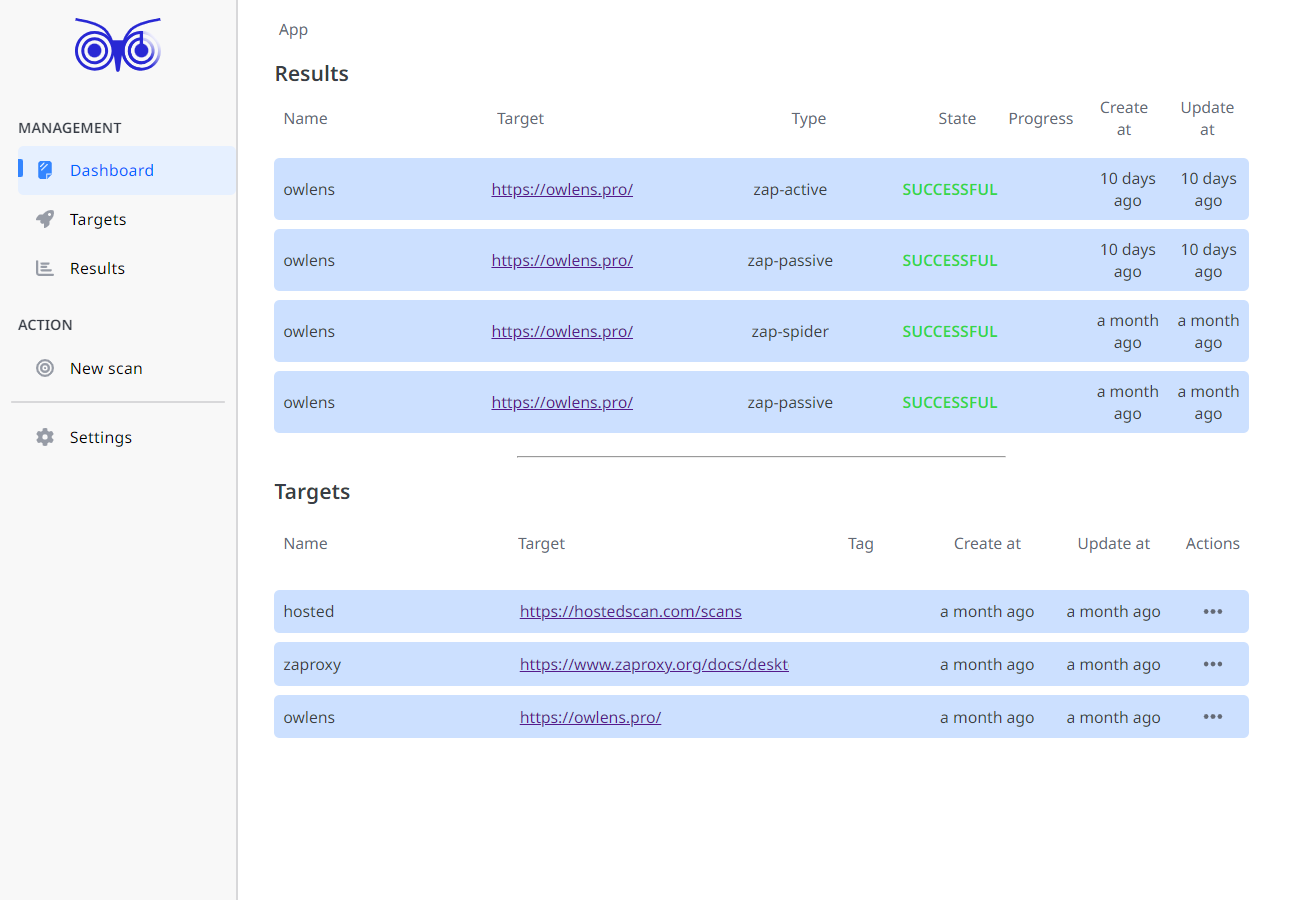 App
MANAGEMENT
Dashboard
Targets
Results
ACTION
New scan
Settings
Results
Name Target Type State Progress Create at Update at
owlens https://owlens.pro/ zap-active SUCCESSFUL 10 days ago 10 days ago
owlens https://owlens.pro/ zap-passive SUCCESSFUL 10 days ago 10 days ago
owlens https://owlens.pro/ zap-spider SUCCESSFUL a month ago a month ago
owlens https://owlens.pro/ zap-passive SUCCESSFUL a month ago a month ago
Targets
Name Target Tag Create at Update at Actions
hosted https://hostedscan.com/scans a month ago a month ago •••
zaproxy https://www.zaproxy.org/docs/deskt a month ago a month ago •••
owlens https://owlens.pro/ a month ago a month ago •••